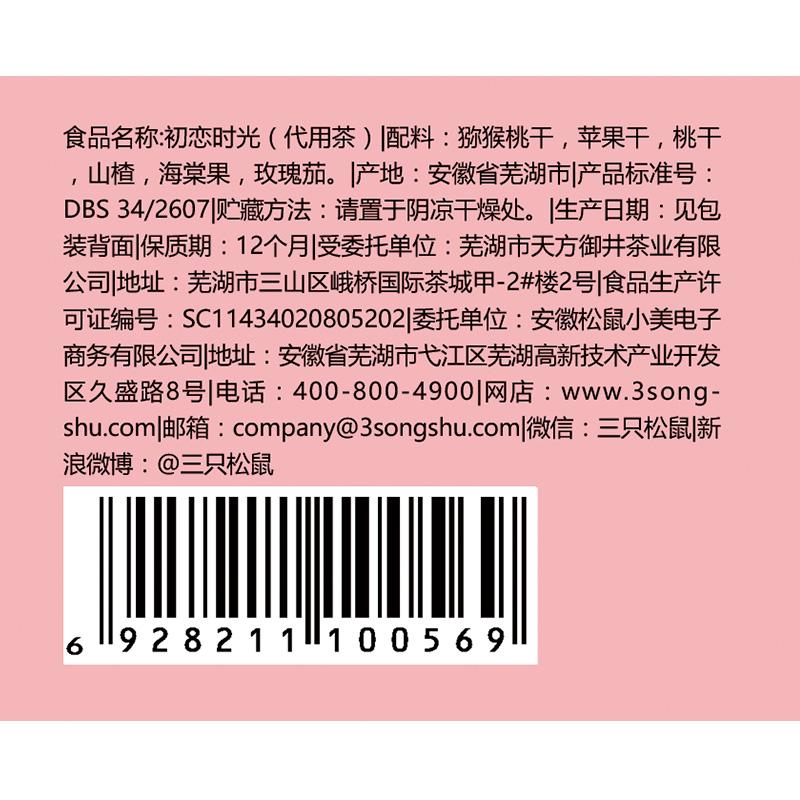 食品名称:初恋时光（代用茶）|配料：猕猴桃干，苹果干，桃干
，山楂，海棠果，玫瑰茄。|产地：安徽省芜湖市|产品标准号：
DBS 34/2607|贮藏方法：请置于阴凉干燥处。|生产日期：见包
装背面|保质期：12个月|受委托单位：芜湖市天方御井茶业有限
公司|地址：芜湖市三山区峨桥国际茶城甲-2#楼2号|食品生产许
可证编号：SC11434020805202|委托单位：安徽松鼠小美电子
商务有限公司|地址：安徽省芜湖市弋江区芜湖高新技术产业开发
区久盛路8号|电话：400-800-4900|网店：www.3song-
shu.com|邮箱：company@3songshu.com|微信：三只松鼠|新
浪微博：@三只松鼠
6 928211 100569